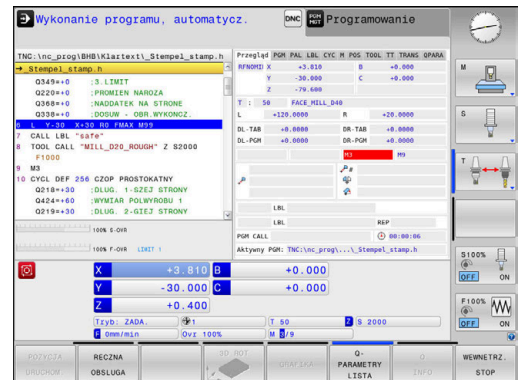 Wykonanie programu, automatycz.
DNC
PGM MGT
Programowanie
TNC:\nc_prog\BHB\Klartext\_Stempel_stamp.h
→_Stempel_stamp.h
Q349=+0 ;3.LIMIT
Q220=+0 ;PROMIEN NAROZA
Q368=+0 ;NADDATEK NA STRONE
Q338=+0 ;DOSUW - OBR.WYKONCZ.
6 L Y-30 X+30 R0 FMAX M99
7 CALL LBL "safe"
8 TOOL CALL "MILL_D20_ROUGH" Z S2000
F1000
9 M3
10 CYCL DEF 256 CZOP PROSTOKATNY
Q218=+30 ;DLUG. 1-SZEJ STRONY
Q424=+60 ;WYMIAR POLWYROBU 1
Q219=+30 ;DLUG. 2-GIEJ STRONY
100% S-OVR
100% F-OVR LIMIT 1
Przegląd PGM PAL LBL CYC M POS TOOL TT TRANS QPARA
RFNOMI X +3.810 B +0.000
Y -30.000 C +0.000
Z -79.600
T : 50 FACE_MILL_D40
L +120.0000 R +20.0000
DL-TAB +0.0000 DR-TAB +0.0000
DL-PGM +0.0000 DR-PGM +0.0000
M3 M9
P
LBL
LBL REP
PGM CALL 00:00:06
Aktywny PGM: TNC:\nc_prog\...\_Stempel_stamp.h
X +3.810 B +0.000
Y -30.000 C +0.000
Z +0.400
Tryb: ZADA. 1 T 50 Z S 2000
F 0mm/min Ovr 100% M 3/9
M
S
T
S100%
OFF ON
F100%
OFF ON
POZYCJA DRUCHOM.
RECZNA OBSLUGA
3D ROT
GRAFIKA
Q-PARAMETRY LISTA
Q INFO
WEWNETRZ. STOP